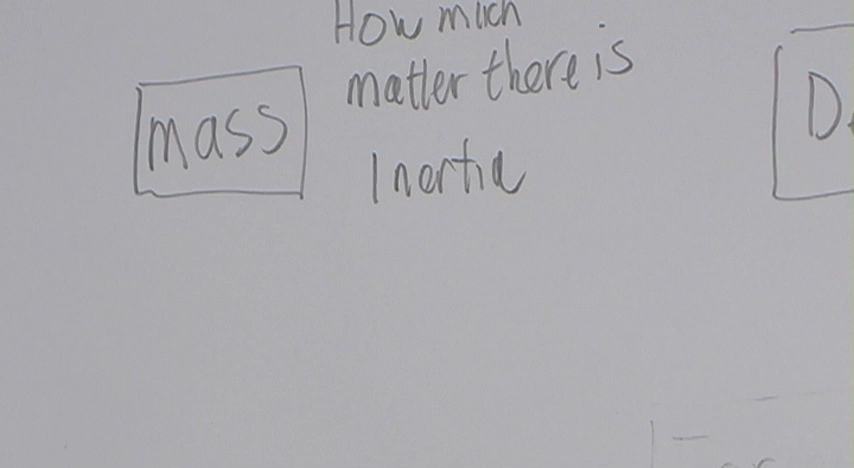 How much
matter there is
mass
Inertia
D